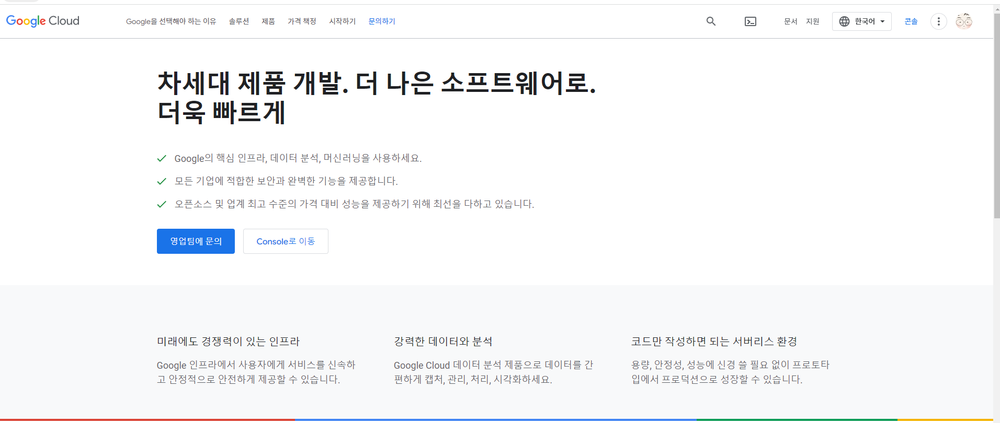 Google Cloud
Google을 선택해야 하는 이유 솔루션 제품 가격 책정 시작하기 문의하기
문서 지원 한국어 콘솔
차세대 제품 개발. 더 나은 소프트웨어로.
더욱 빠르게
Google의 핵심 인프라, 데이터 분석, 머신러닝을 사용하세요.
모든 기업에 적합한 보안과 완벽한 기능을 제공합니다.
오픈소스 및 업계 최고 수준의 가격 대비 성능을 제공하기 위해 최선을 다하고 있습니다.
영업팀에 문의 Console로 이동
미래에도 경쟁력이 있는 인프라
Google 인프라에서 사용자에게 서비스를 신속하
고 안정적으로 안전하게 제공할 수 있습니다.
강력한 데이터와 분석
Google Cloud 데이터 분석 제품으로 데이터를 간
편하게 캡처, 관리, 처리, 시각화하세요.
코드만 작성하면 되는 서버리스 환경
용량, 안정성, 성능에 신경 쓸 필요 없이 프로토타
입에서 프로덕션으로 성장할 수 있습니다.